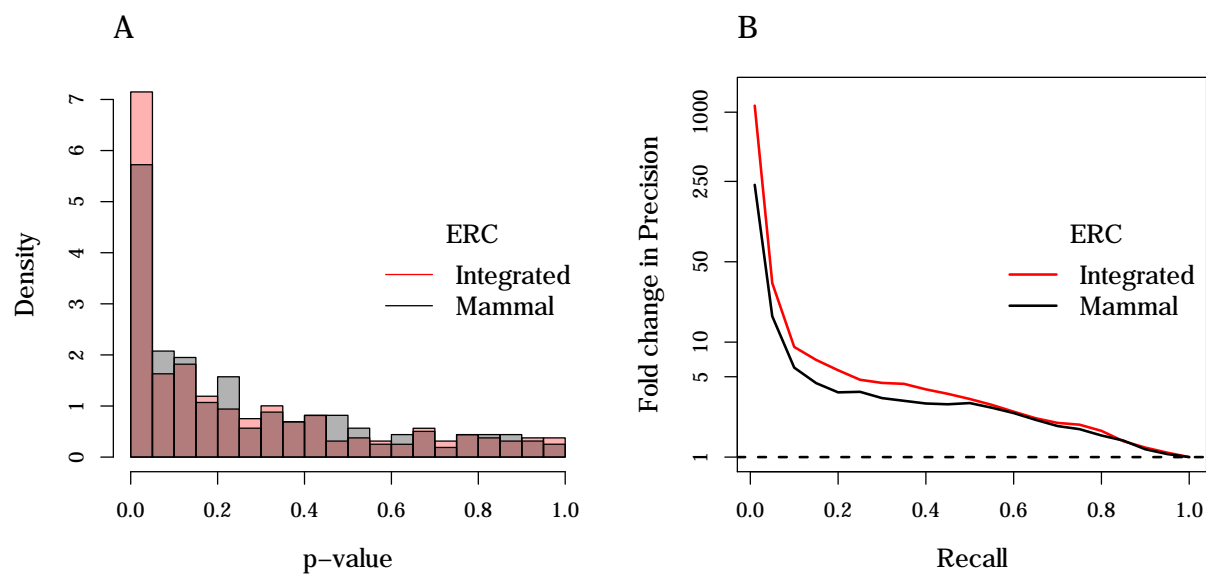 A
Density
7
6
5
4
3
2
1
0
ERC
Integrated
Mammal
0.0 0.2 0.4 0.6 0.8 1.0
p−value
B
Fold change in Precision
1000
250
50
10
5
1
ERC
Integrated
Mammal
0.0 0.2 0.4 0.6 0.8 1.0
Recall